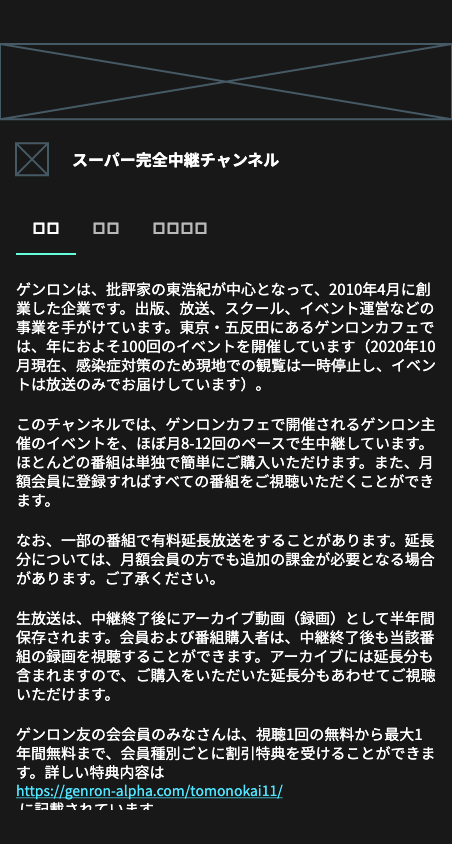 スーパー完全中継チャンネル
ゲンロンは、批評家の東浩紀が中心となって、2010年4月に創
業した企業です。出版、放送、スクール、イベント運営などの
事業を手がけています。東京・五反田にあるゲンロンカフェで
は、年におよそ100回のイベントを開催しています（2020年10
月現在、感染症対策のため現地での観覧は一時停止し、イベン
トは放送のみでお届けしています）。
このチャンネルでは、ゲンロンカフェで開催されるゲンロン主
催のイベントを、ほぼ月8-12回のペースで生中継しています。
ほとんどの番組は単独で簡単にご購入いただけます。また、月
額会員に登録すればすべての番組をご視聴いただくことができ
ます。
なお、一部の番組で有料延長放送をすることがあります。延長
分については、月額会員の方でも追加の課金が必要となる場合
があります。ご了承ください。
生放送は、中継終了後にアーカイブ動画（録画）として半年間
保存されます。会員および番組購入者は、中継終了後も当該番
組の録画を視聴することができます。アーカイブには延長分も
含まれますので、ご購入をいただいた延長分もあわせてご視聴
いただけます。
ゲンロン友の会会員のみなさんは、視聴1回の無料から最大1
年間無料まで、会員種別ごとに割引特典を受けることができま
す。詳しい特典内容は
https://genron-alpha.com/tomonokai11/
に記載されています